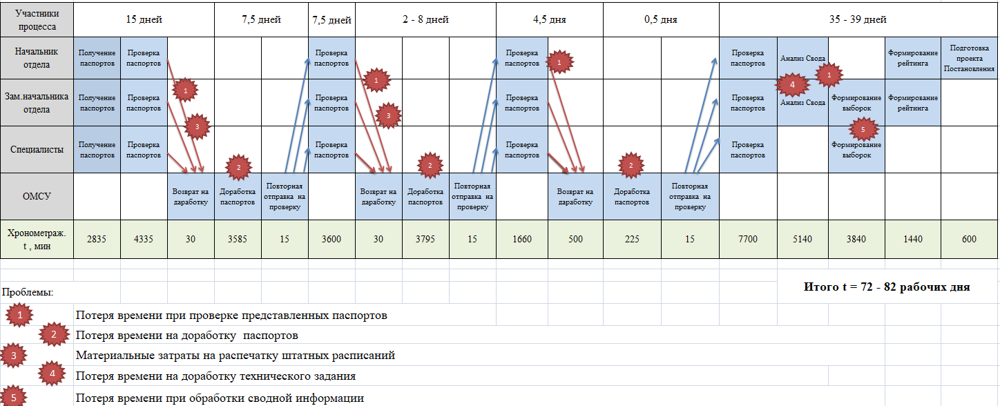 Участники
процесса
15 дней
7,5 дней
7,5 дней
2 - 8 дней
4,5 дня
0,5 дня
35 - 39 дней
Начальник
отдела
Получение
паспортов
Проверка
паспортов
Проверка
паспортов
Проверка
паспортов
Проверка
паспортов
Анализ Свода
Формирование
рейтинга
Подготовка
проекта
Постановления
1
1
1
1
4
Зам.начальника
отдела
Получение
паспортов
Проверка
паспортов
Проверка
паспортов
Проверка
паспортов
Проверка
паспортов
Анализ Свода
Формирование
выборок
Формирование
рейтинга
3
3
5
Специалисты
Получение
паспортов
Проверка
паспортов
Проверка
паспортов
Проверка
паспортов
Проверка
паспортов
Формирование
выборок
2
2
2
ОМСУ
Возврат на
даработку
Доработка
паспортов
Повторная
отправка на
проверку
Возврат на
даработку
Доработка
паспортов
Повторная
отправка на
проверку
Возврат на
даработку
Доработка
паспортов
Повторная
отправка на
проверку
Хронометраж.
t , мин
2835
4335
30
3585
15
3600
30
3795
15
1660
500
225
15
7700
5140
3840
1440
600
Итого t = 72 - 82 рабочих дня
Проблемы:
1 Потеря времени при проверке представленных паспортов
2 Потеря времени на доработку паспортов
3 Материальные затраты на распечатку штатных расписаний
4 Потеря времени на доработку технического задания
5 Потеря времени при обработки сводной информации